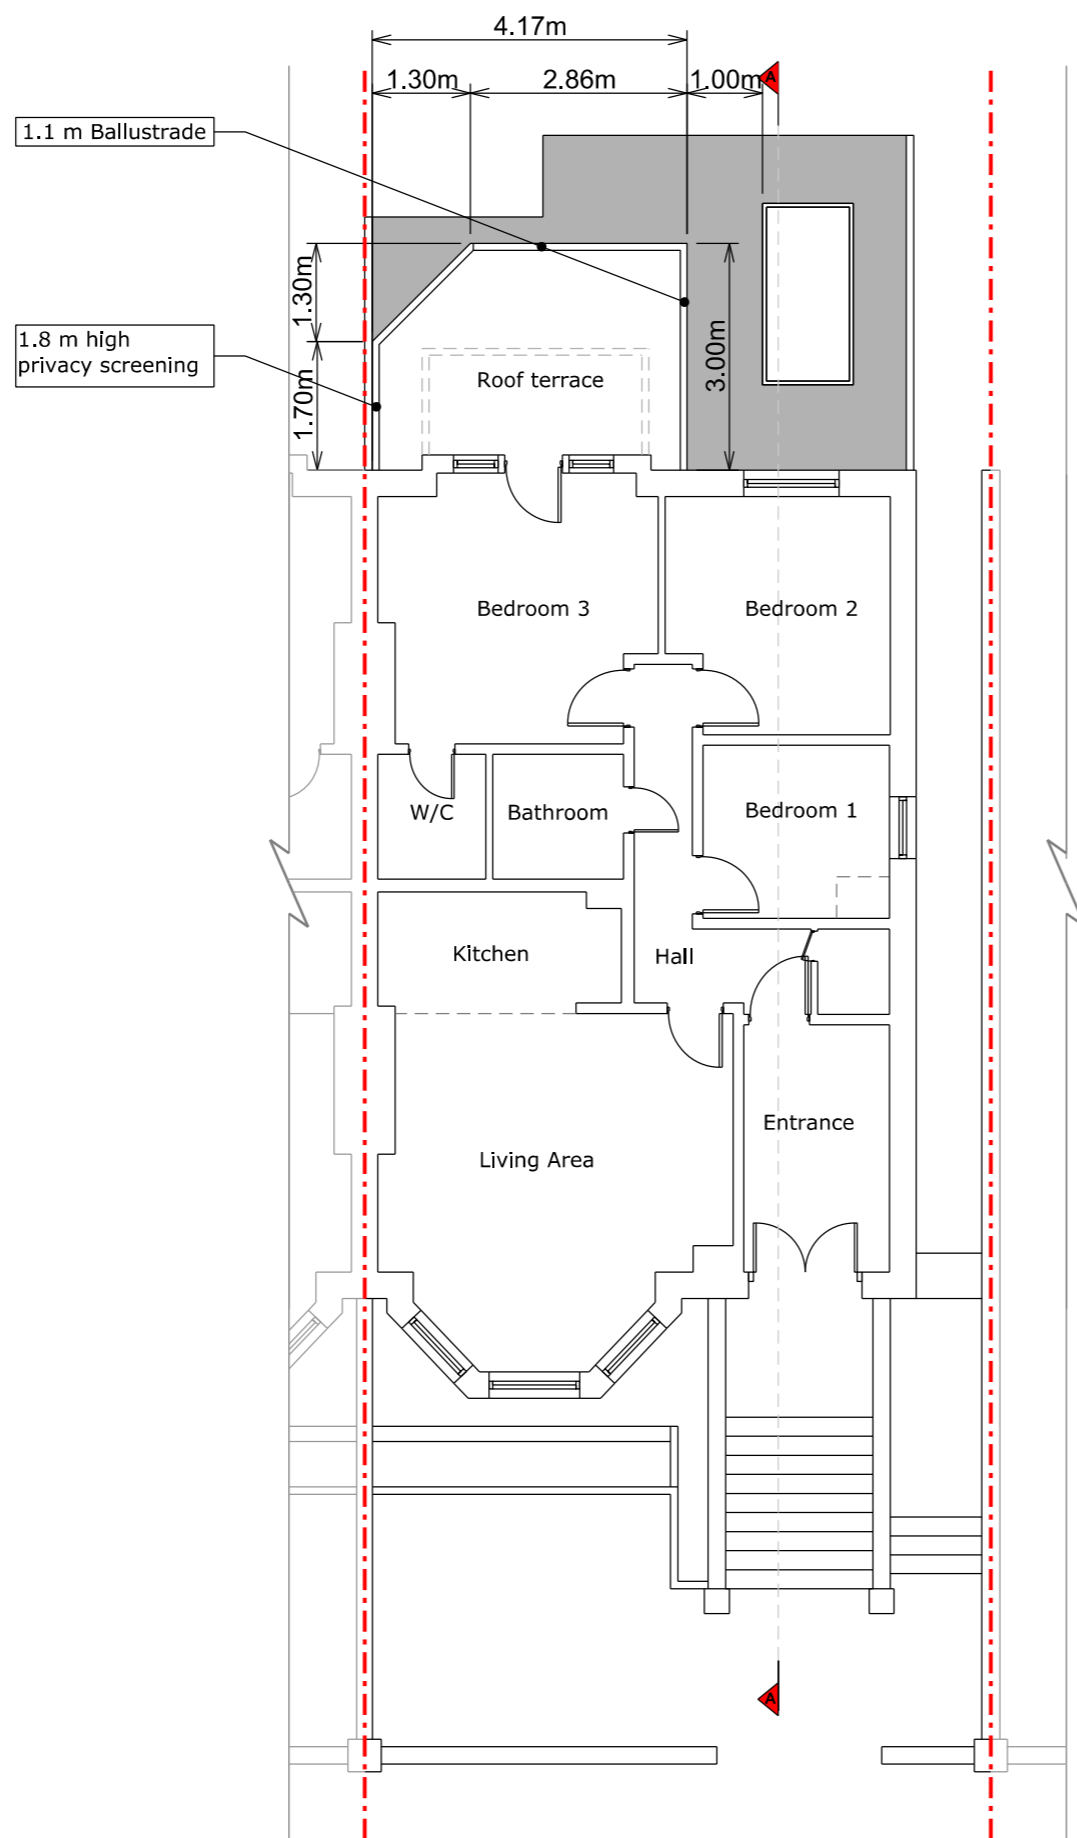 4.17m
1.30m
2.86m
1.00m
A
1.1 m Ballustrade
1.30m
1.8 m high
privacy screening
1.70m
3.00m
Roof terrace
Bedroom 3
Bedroom 2
W/C
Bathroom
Bedroom 1
Kitchen
Hall
Entrance
Living Area
A